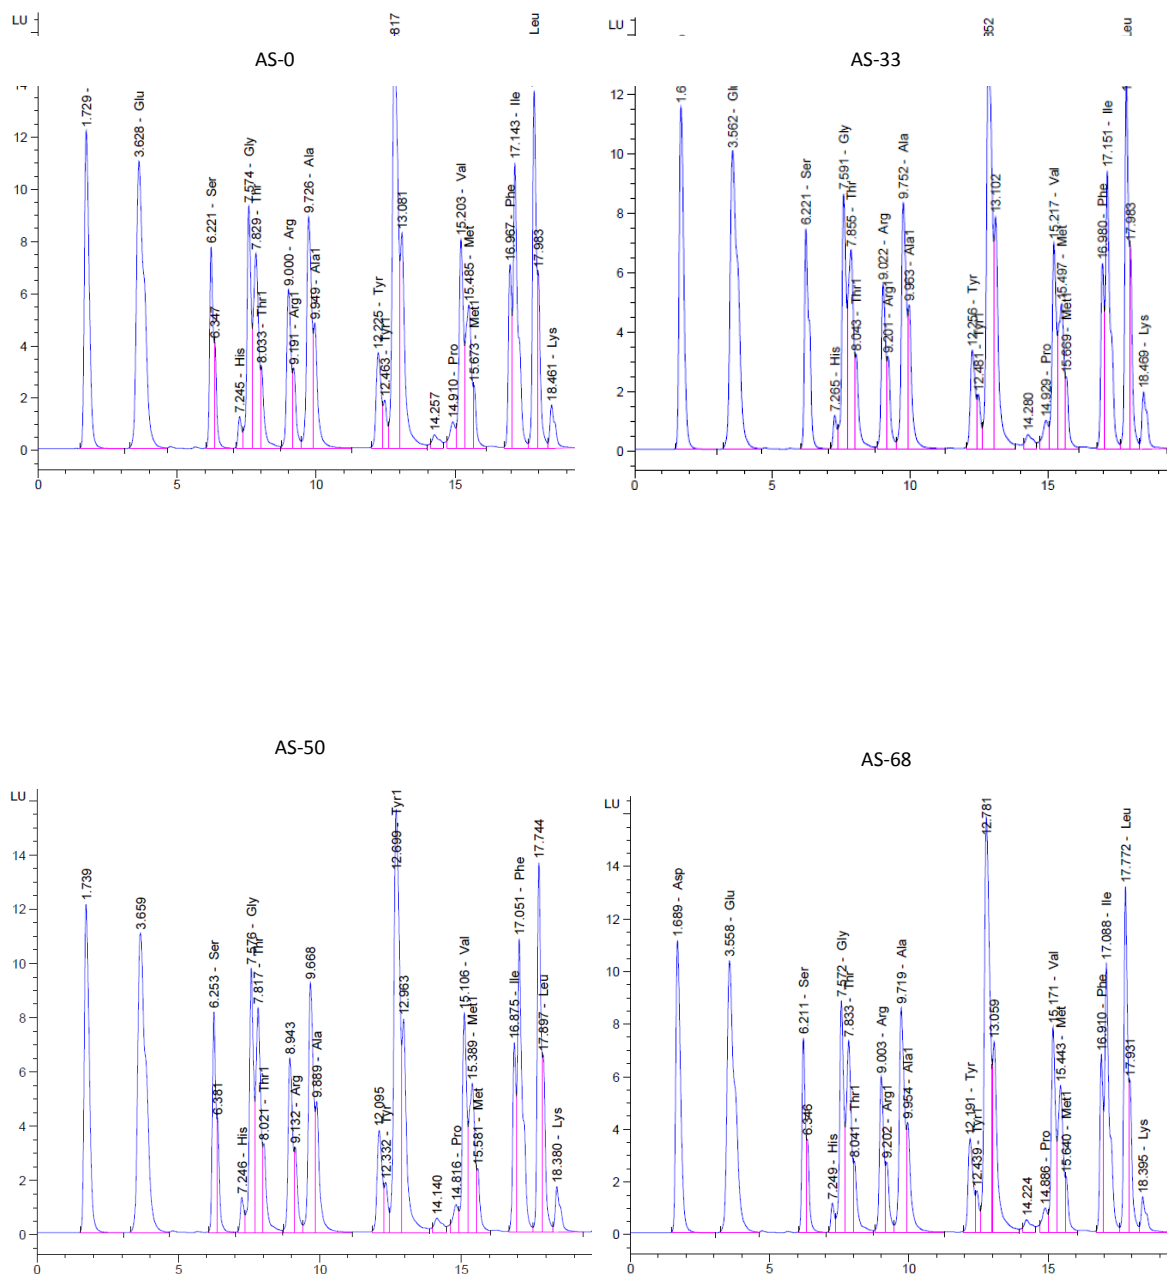 LU
817
Leu
AS-0
14
12
10
8
6
4
2
0
0
5
10
15
1.729 -
3.628 - Glu
6.221 - Ser
6.347
7.245 - His
7.574 - Gly
7.829 - Thr
8.033 - Thr1
9.000 - Arg
9.191 - Arg1
9.726 - Ala
9.949 - Ala1
12.225 - Tyr
12.463 - Tyr1
13.081
14.257
14.910 - Pro
15.203 - Val
15.485 - Met
15.673 - Met1
16.967 - Phe
17.143 - Ile
17.983
18.461 - Lys
LU
352
Leu
AS-33
12
10
8
6
4
2
0
0
5
10
15
1.6
3.562 - Gl
6.221 - Ser
7.265 - His
7.591 - Gly
7.855 - Thr
8.043 - Thr1
9.022 - Arg
9.201 - Arg1
9.752 - Ala
9.963 - Ala1
12.256 - Tyr
12.481 - Tyr1
13.102
14.280
14.929 - Pro
15.217 - Val
15.497 - Met
15.669 - Met1
16.980 - Phe
17.151 - Ile
17.983
18.469 - Lys
AS-50
LU
14
12
10
8
6
4
2
0
0
5
10
15
1.739
3.659
6.253 - Ser
6.381
7.246 - His
7.576 - Gly
7.817 - Thr
8.021 - Thr1
8.943
9.132 - Arg
9.668
9.889 - Ala
12.095
12.332 - Tyr
12.699 - Tyr1
12.963
14.140
14.816 - Pro
15.106 - Val
15.389 - Met1
15.581 - Met
16.875 - Ile
17.051 - Phe
17.744
17.897 - Leu
18.380 - Lys
AS-68
LU
14
12
10
8
6
4
2
0
0
5
10
15
1.689 - Asp
3.558 - Glu
6.211 - Ser
6.346
7.249 - His
7.572 - Gly
7.833 - Thr
8.041 - Thr1
9.003 - Arg
9.202 - Arg1
9.719 - Ala
9.954 - Ala1
12.191 - Tyr
12.439 - Tyr1
12.781
13.059
14.224
14.886 - Pro
15.171 - Val
15.443 - Met
15.640 - Met1
16.910 - Phe
17.088 - Ile
17.772 - Leu
17.931
18.395 - Lys